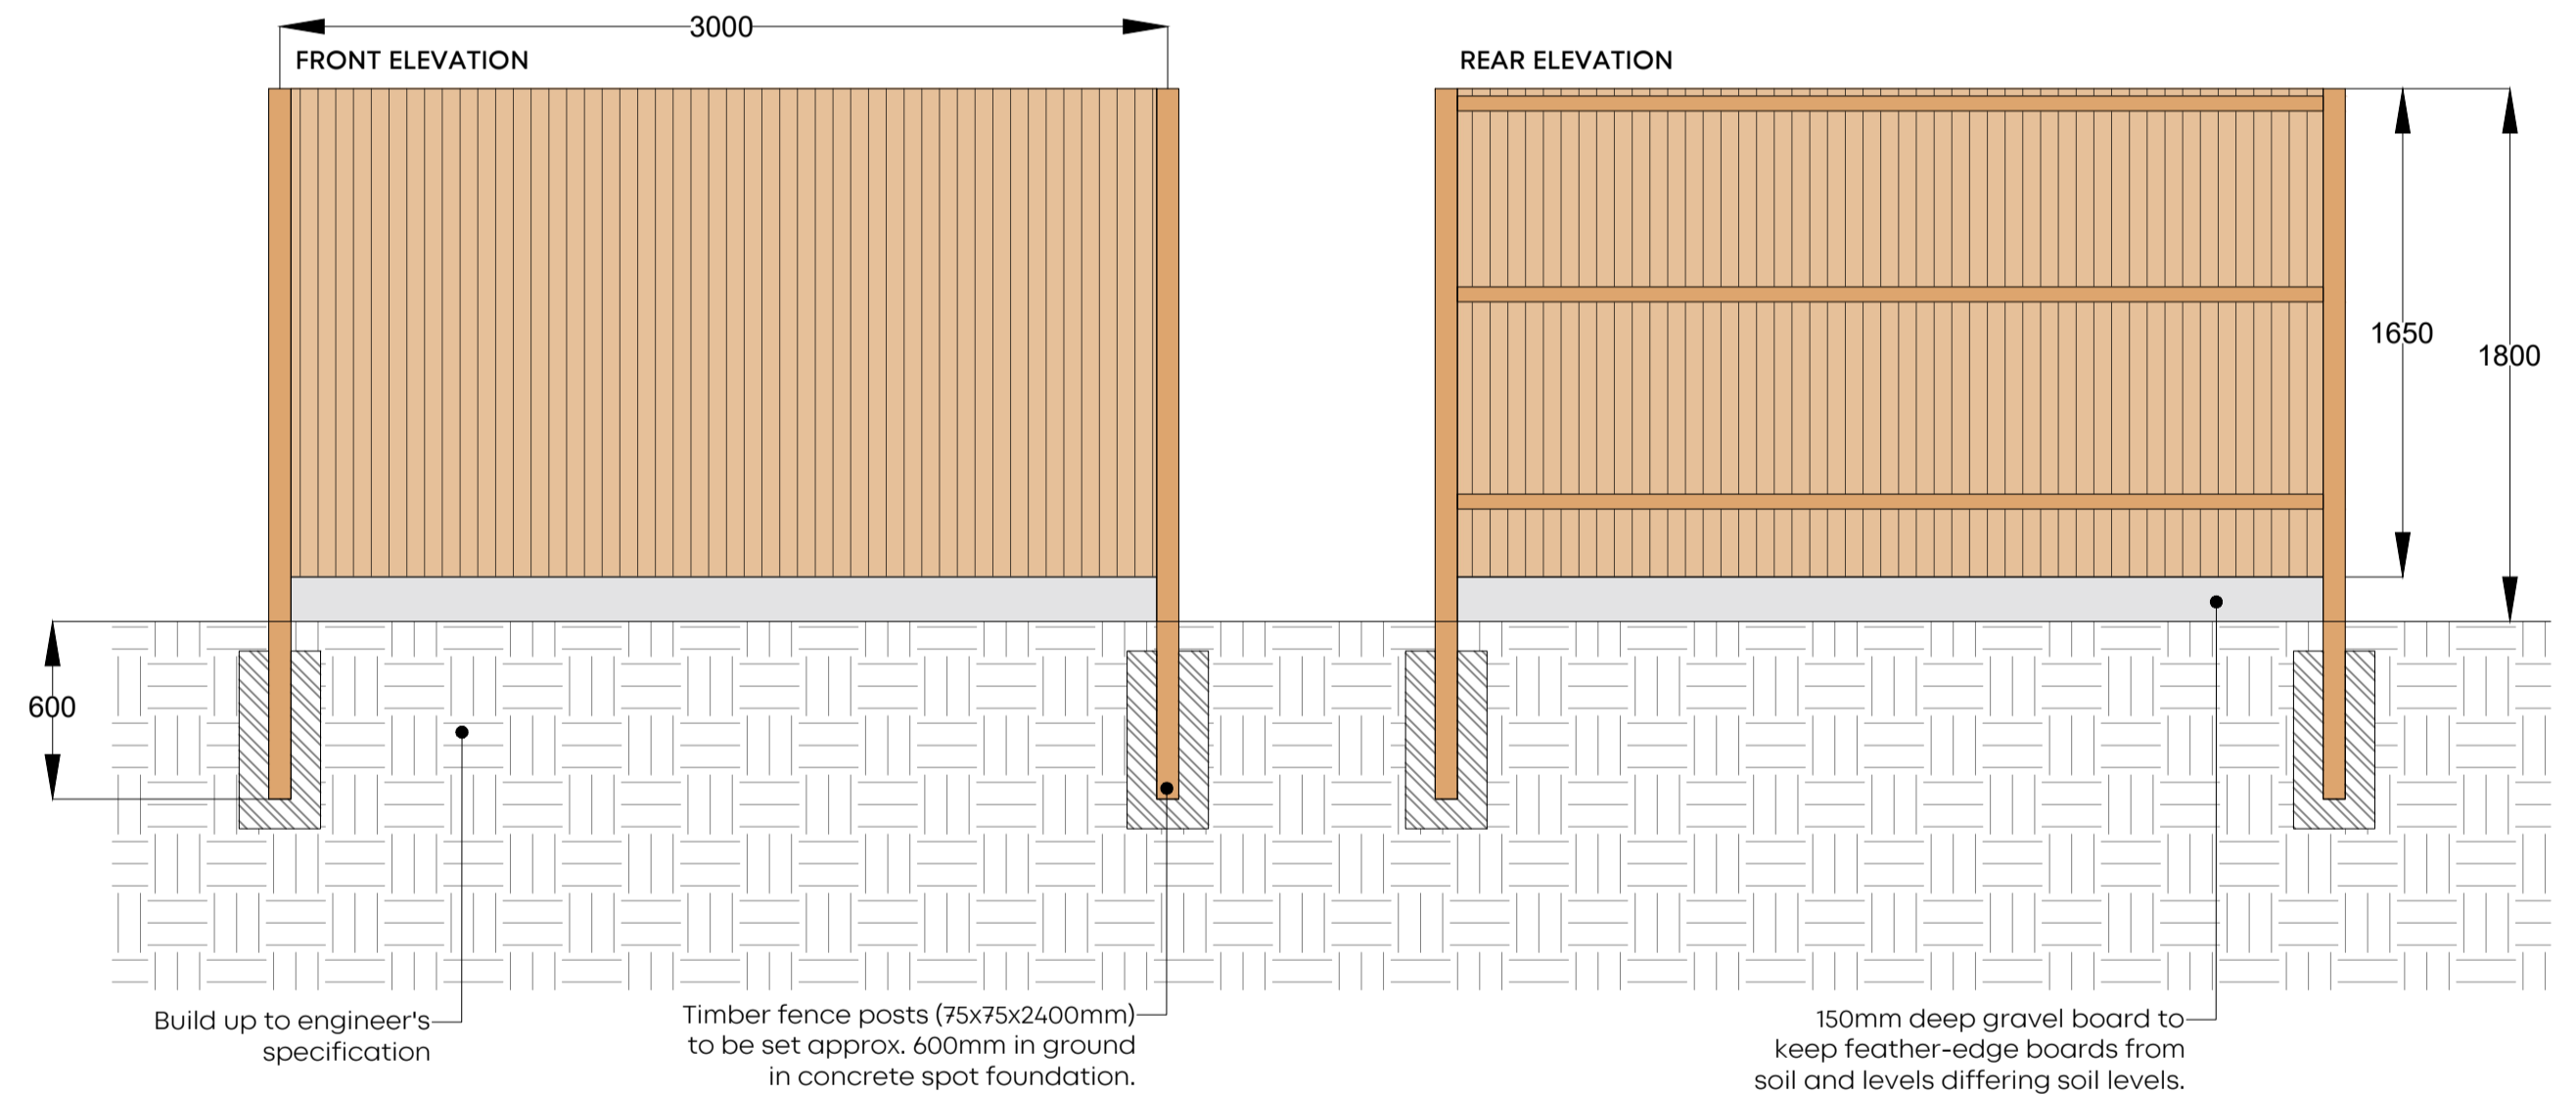 3000
FRONT ELEVATION
REAR ELEVATION
1650
1800
600
Build up to engineer's
specification
Timber fence posts (75x75x2400mm)
to be set approx. 600mm in ground
in concrete spot foundation.
150mm deep gravel board to
keep feather-edge boards from
soil and levels differing soil levels.